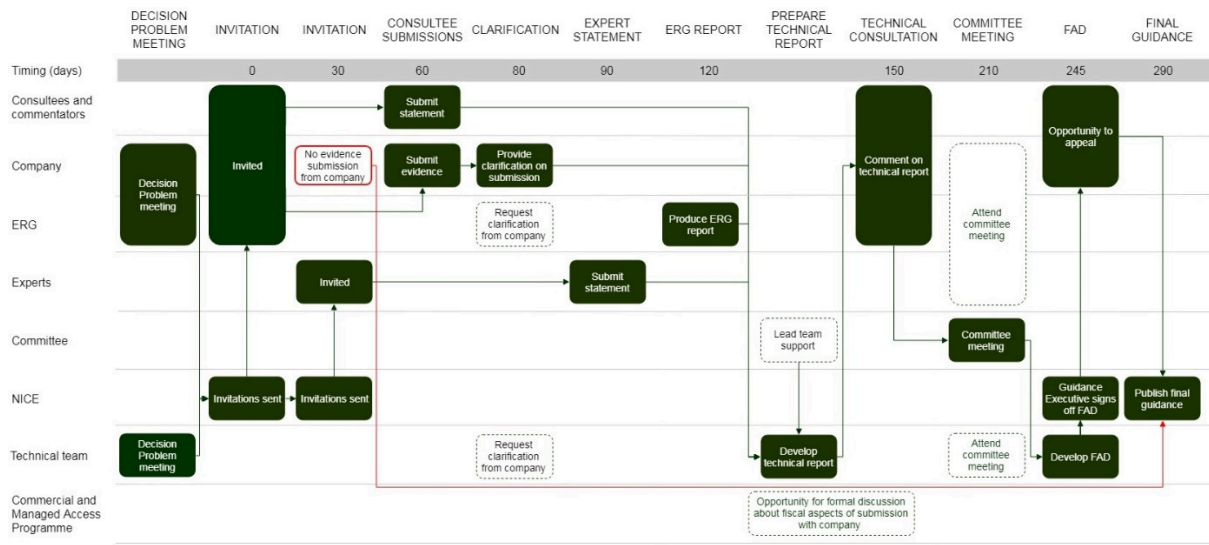 DECISION
PROBLEM
MEETING
INVITATION
INVITATION
CONSULTEE
SUBMISSIONS
CLARIFICATION
EXPERT
STATEMENT
ERG REPORT
PREPARE
TECHNICAL
REPORT
TECHNICAL
CONSULTATION
COMMITTEE
MEETING
FAD
FINAL
GUIDANCE
Timing (days)
0
30
60
80
90
120
150
210
245
290
Consultees and
commentators
Submit
statement
Company
Decision
Problem
meeting
Invited
No evidence
submission
from company
Submit
evidence
Provide
clarification on
submission
Comment on
technical report
Opportunity to
appeal
ERG
Request
clarification
from company
Produce ERG
report
Attend
committee
meeting
Experts
Invited
Submit
statement
Committee
Lead team
support
Committee
meeting
NICE
Invitations sent
Invitations sent
Guidance
Executive signs
off FAD
Publish final
guidance
Technical team
Decision
Problem
meeting
Request
clarification
from company
Develop
technical report
Attend
committee
meeting
Develop FAD
Commercial and
Managed Access
Programme
Opportunity for formal discussion
about fiscal aspects of submission
with company